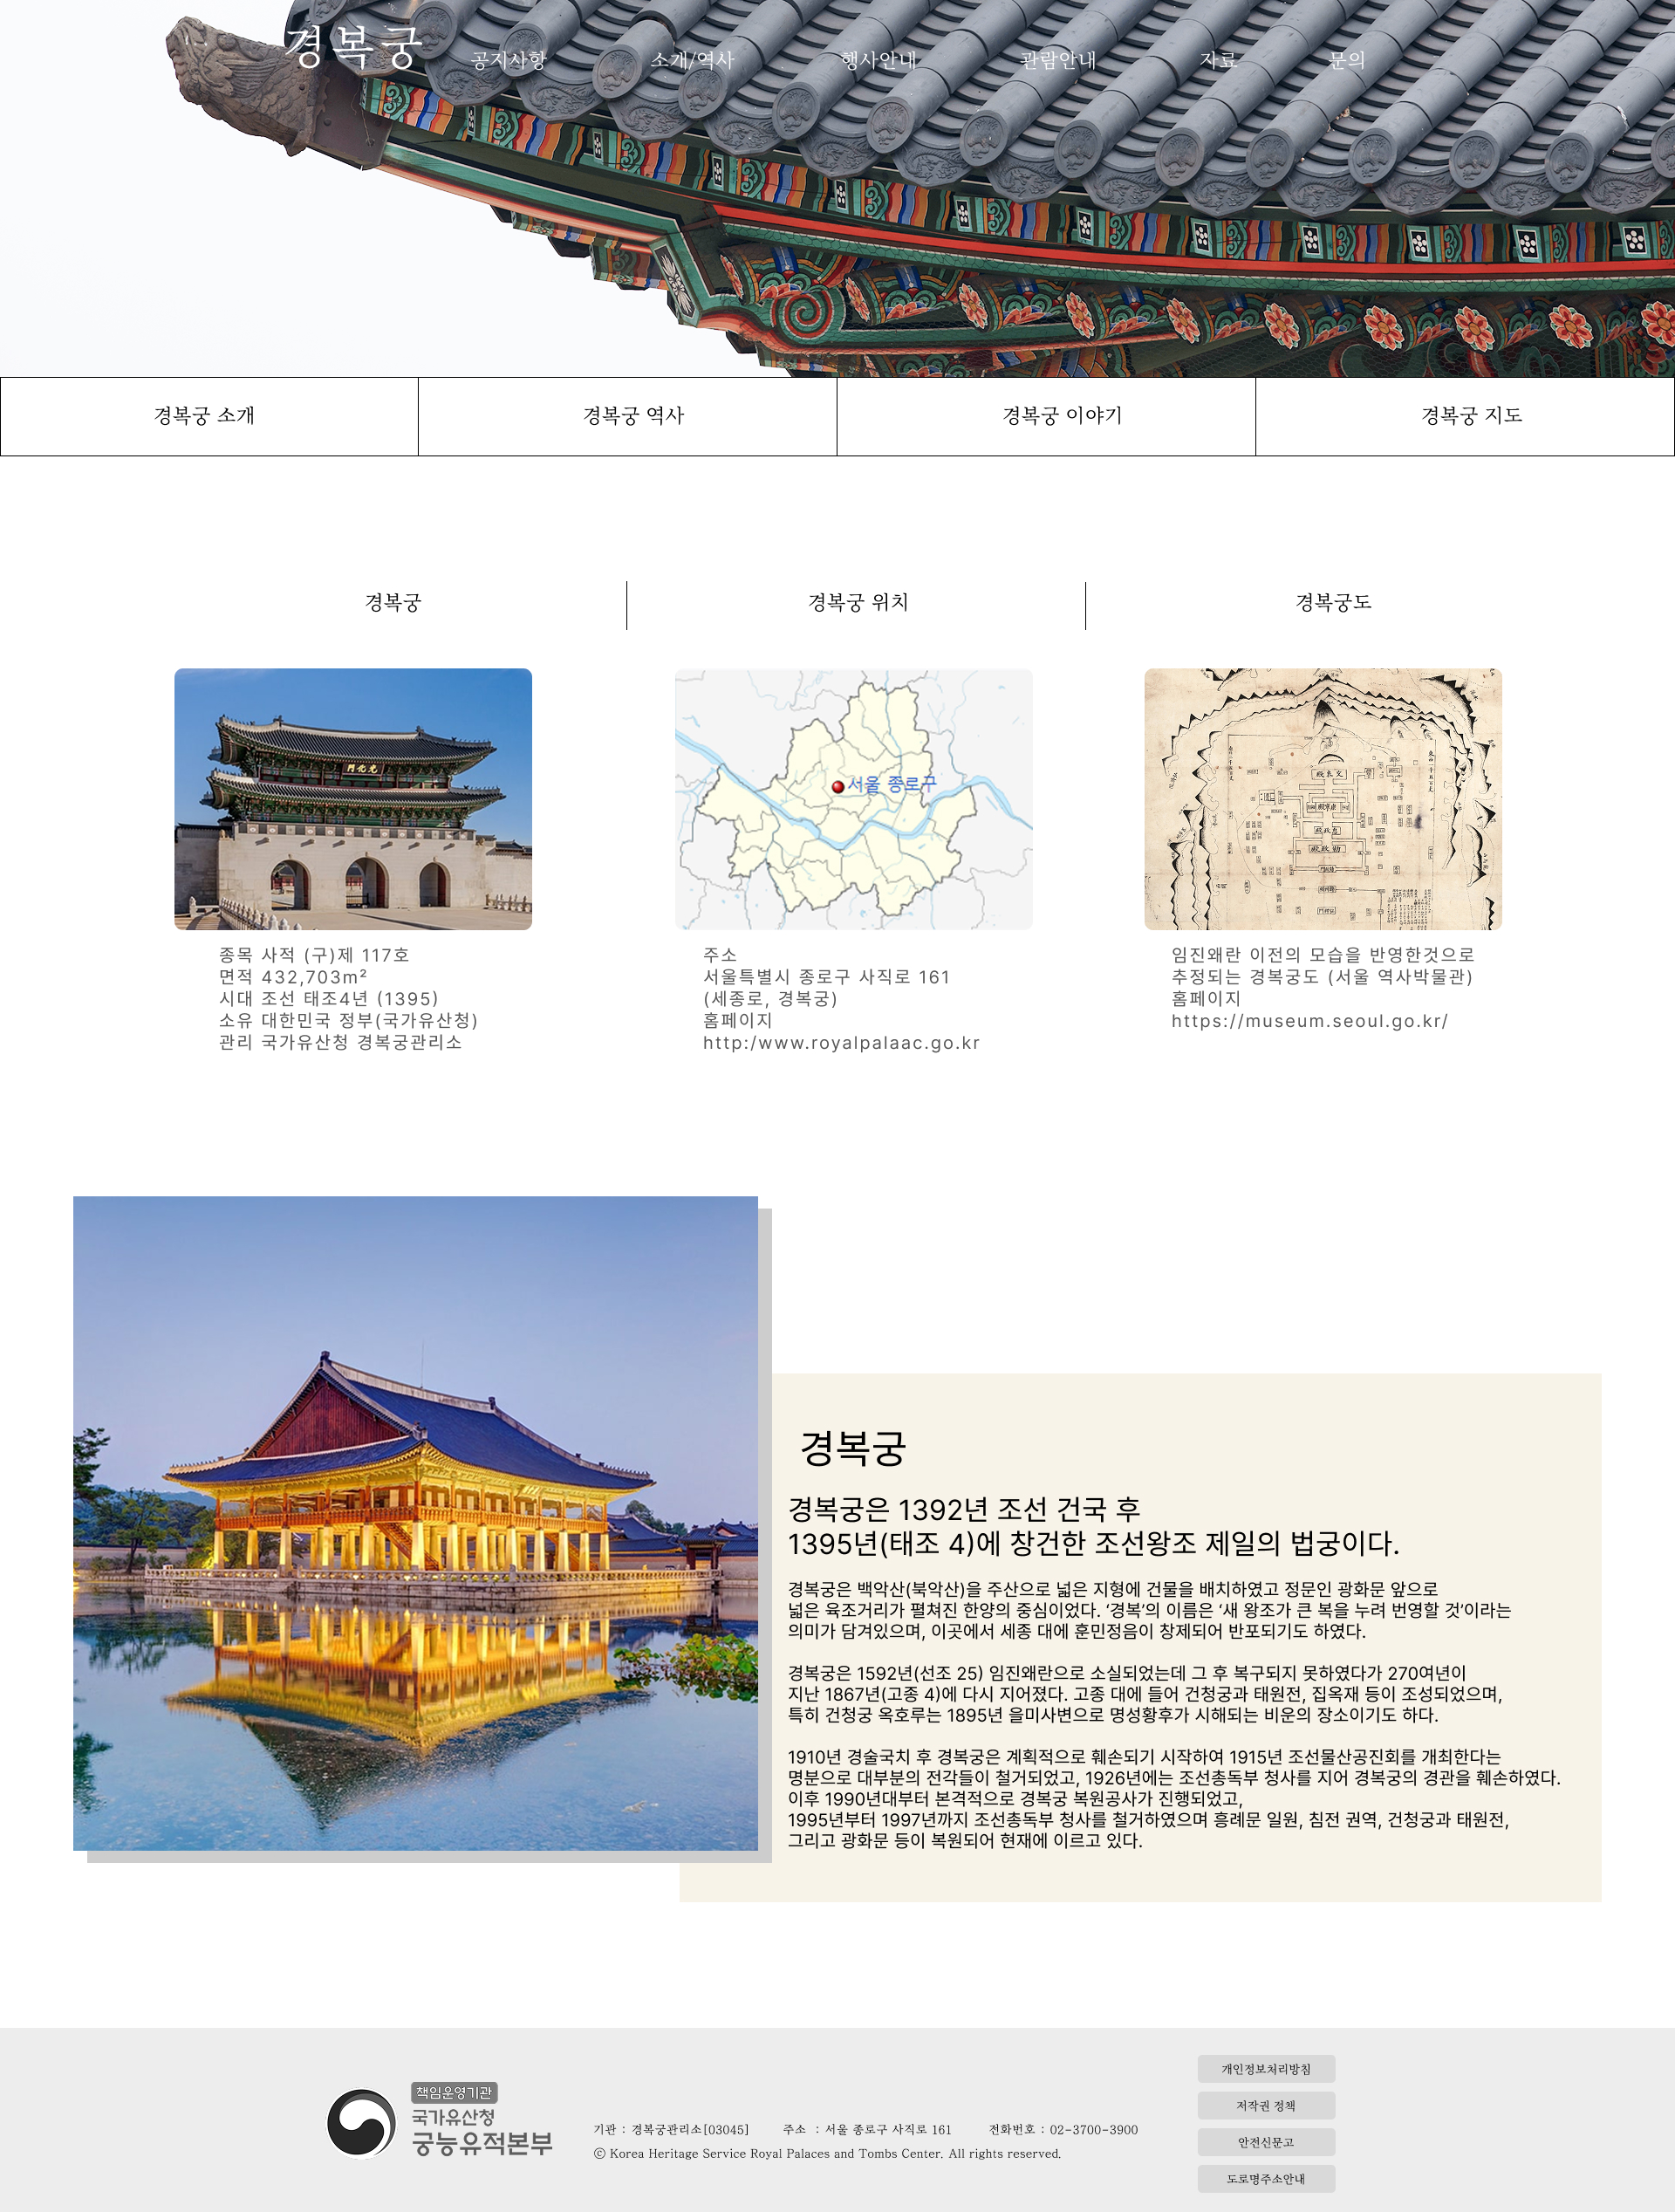 경복궁
공지사항
소개/역사
행사안내
관람안내
자료
문의
경복궁 소개
경복궁 역사
경복궁 이야기
경복궁 지도
경복궁
경복궁 위치
경복궁도
서울 종로구
종목 사적 (구)제 117호
면적 432,703m²
시대 조선 태조4년 (1395)
소유 대한민국 정부(국가유산청)
관리 국가유산청 경복궁관리소
주소
서울특별시 종로구 사직로 161
(세종로, 경복궁)
홈페이지
http:/www.royalpalaac.go.kr
임진왜란 이전의 모습을 반영한것으로
추정되는 경복궁도 (서울 역사박물관)
홈페이지
https://museum.seoul.go.kr/
경복궁
경복궁은 1392년 조선 건국 후
1395년(태조 4)에 창건한 조선왕조 제일의 법궁이다.
경복궁은 백악산(북악산)을 주산으로 넓은 지형에 건물을 배치하였고 정문인 광화문 앞으로
넓은 육조거리가 펼쳐진 한양의 중심이었다. ‘경복’의 이름은 ‘새 왕조가 큰 복을 누려 번영할 것’이라는
의미가 담겨있으며, 이곳에서 세종 대에 훈민정음이 창제되어 반포되기도 하였다.
경복궁은 1592년(선조 25) 임진왜란으로 소실되었는데 그 후 복구되지 못하였다가 270여년이
지난 1867년(고종 4)에 다시 지어졌다. 고종 대에 들어 건청궁과 태원전, 집옥재 등이 조성되었으며,
특히 건청궁 옥호루는 1895년 을미사변으로 명성황후가 시해되는 비운의 장소이기도 하다.
1910년 경술국치 후 경복궁은 계획적으로 훼손되기 시작하여 1915년 조선물산공진회를 개최한다는
명분으로 대부분의 전각들이 철거되었고, 1926년에는 조선총독부 청사를 지어 경복궁의 경관을 훼손하였다.
이후 1990년대부터 본격적으로 경복궁 복원공사가 진행되었고,
1995년부터 1997년까지 조선총독부 청사를 철거하였으며 흥례문 일원, 침전 권역, 건청궁과 태원전,
그리고 광화문 등이 복원되어 현재에 이르고 있다.
책임운영기관
국가유산청
궁능유적본부
기관 : 경복궁관리소[03045] 주소 : 서울 종로구 사직로 161 전화번호 : 02-3700-3900
ⓒ Korea Heritage Service Royal Palaces and Tombs Center. All rights reserved.
개인정보처리방침
저작권 정책
안전신문고
도로명주소안내